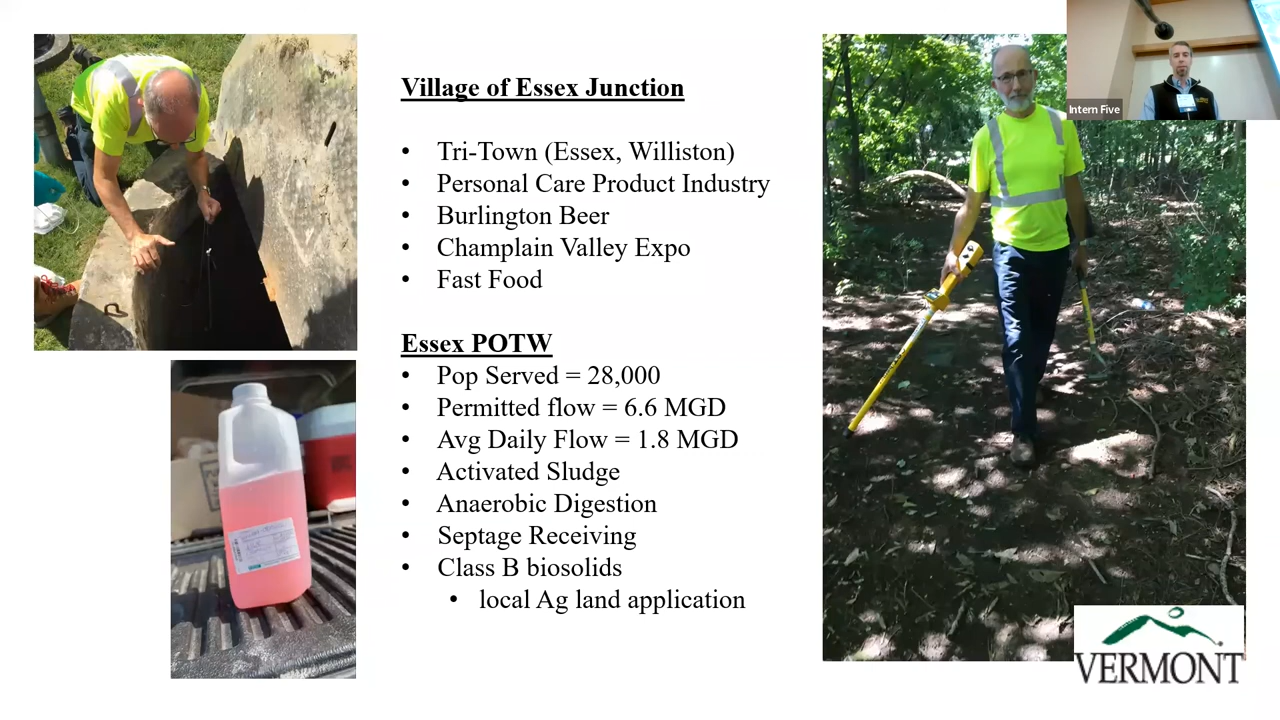 Village of Essex Junction
• Tri-Town (Essex, Williston)
• Personal Care Product Industry
• Burlington Beer
• Champlain Valley Expo
• Fast Food
Essex POTW
• Pop Served = 28,000
• Permitted flow = 6.6 MGD
• Avg Daily Flow = 1.8 MGD
• Activated Sludge
• Anaerobic Digestion
• Septage Receiving
• Class B biosolids
• local Ag land application
Intern Five
VERMONT